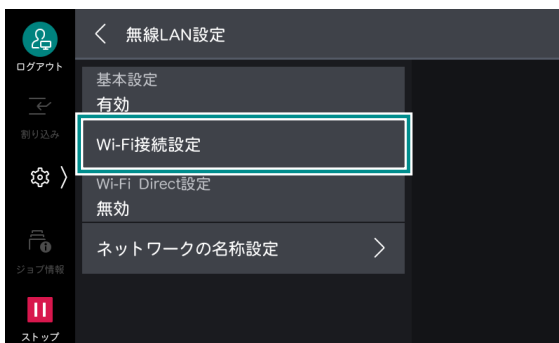 無線LAN設定
ログアウト
基本設定
有効
割り込み
Wi-Fi接続設定
Wi-Fi Direct設定
無効
ネットワークの名称設定
ジョブ情報
ストップ